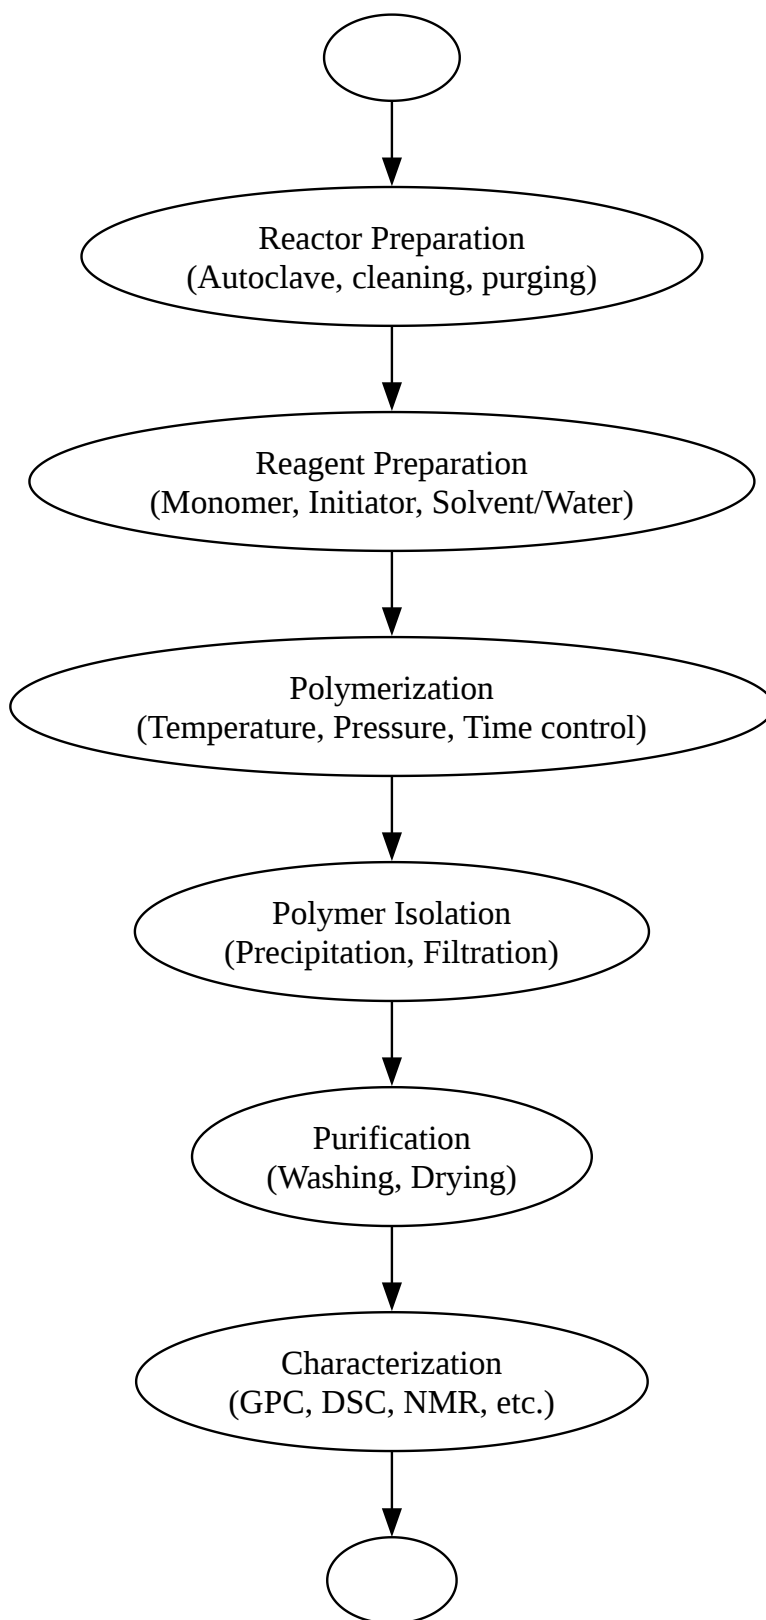 Reactor Preparation
(Autoclave, cleaning, purging)
Reagent Preparation
(Monomer, Initiator, Solvent/Water)
Polymerization
(Temperature, Pressure, Time control)
Polymer Isolation
(Precipitation, Filtration)
Purification
(Washing, Drying)
Characterization
(GPC, DSC, NMR, etc.)